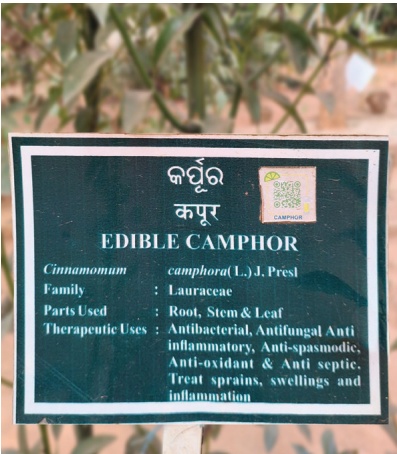 କର୍ପୂର
कपूर
CAMPHOR
EDIBLE CAMPHOR
Cinnamomum camphora(L.) J. Presl
Family : Lauraceae
Parts Used : Root, Stem & Leaf
Therapeutic Uses : Antibacterial, Antifungal Anti
inflammatory, Anti-spasmodic,
Anti-oxidant & Anti septic.
Treat sprains, swellings and
inflammation